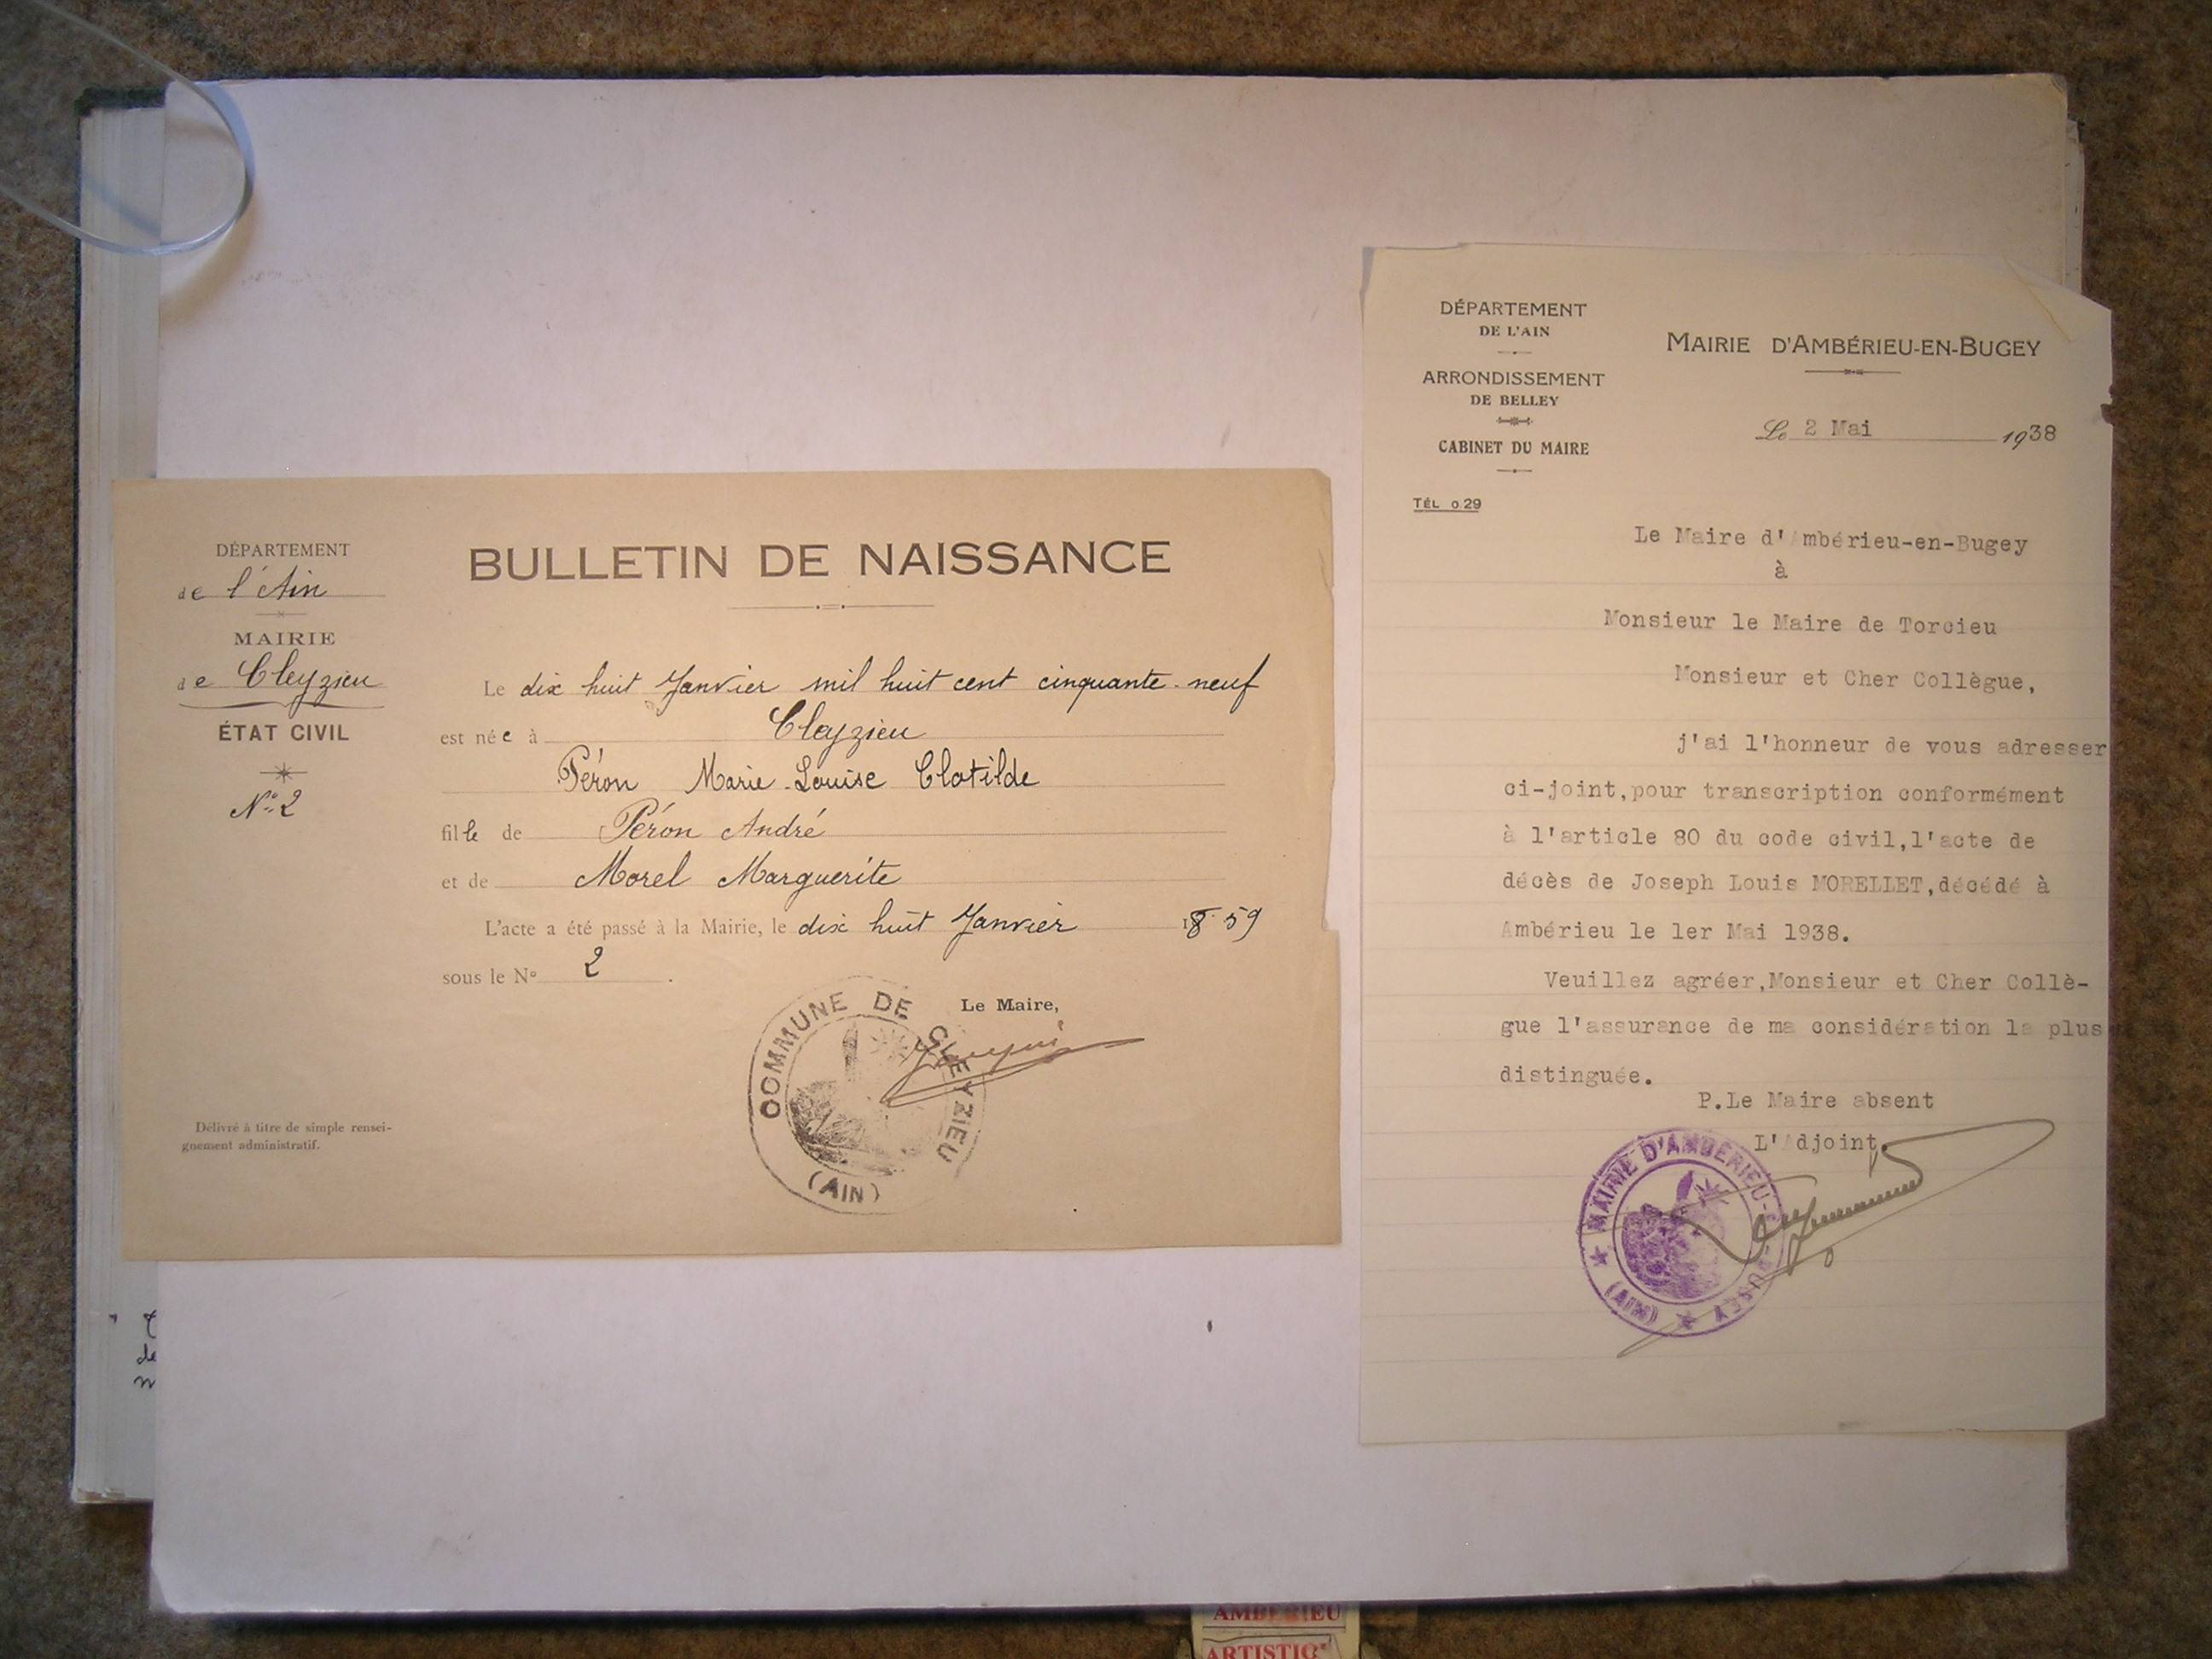 DÉPARTEMENT
de l'Ain
MAIRIE
de Cleyzieu
ÉTAT CIVIL
N° 2
Délivré à titre de simple rensei-
gnement administratif.
BULLETIN DE NAISSANCE
Le dix huit Janvier mil huit cent cinquante-neuf
est née à Cleyzieu
Péron Marie-Louise Clotilde
fille de Péron André
et de Morel Marguerite
L'acte a été passé à la Mairie, le dix huit Janvier 1859
sous le N° 2.
Le Maire,
COMMUNE DE CLEYZIEU
(AIN)
DÉPARTEMENT
DE L'AIN
ARRONDISSEMENT
DE BELLEY
CABINET DU MAIRE
TÉL 0.29
MAIRIE D'AMBÉRIEU-EN-BUGEY
Le 2 Mai 1938
Le Maire d'Ambérieu-en-Bugey
à
Monsieur le Maire de Torcieu
Monsieur et Cher Collègue,
j'ai l'honneur de vous adresser
ci-joint,pour transcription conformément
à l'article 80 du code civil,l'acte de
décès de Joseph Louis MORELLET,décédé à
Ambérieu le 1er Mai 1938.
Veuillez agréer,Monsieur et Cher Collè-
gue l'assurance de ma considération la plus
distinguée.
P.Le Maire absent
L'Adjoint,
MAIRIE D'AMBÉRIEU-EN-BUGEY
(AIN)
de
AMBERIEU
ARTISTIQ